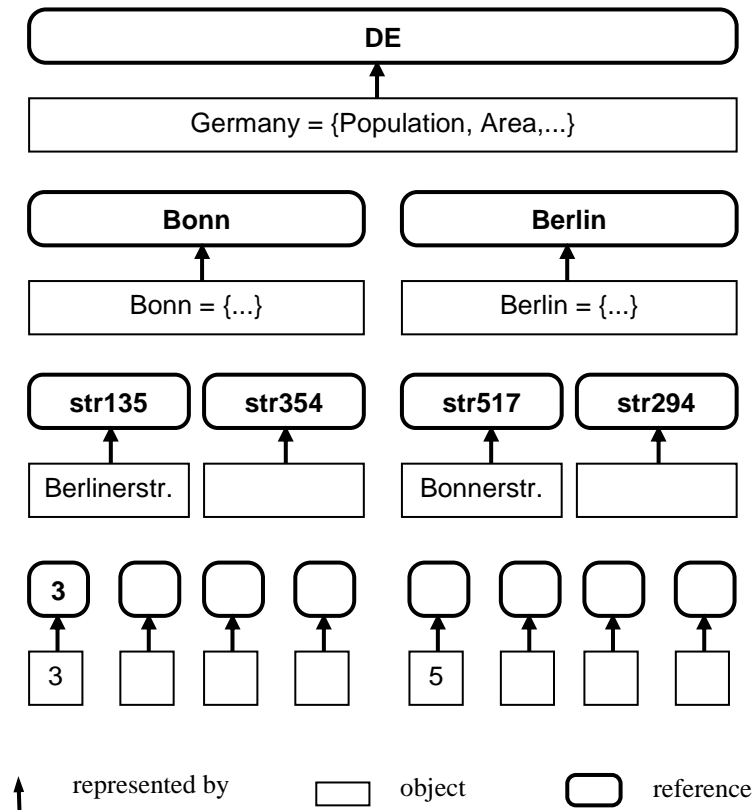 DE
Germany = {Population, Area,...}
Bonn Berlin
Bonn = {...} Berlin = {...}
str135 str354 str517 str294
Berlinerstr. Bonnerstr.
3
3 5
represented by object reference